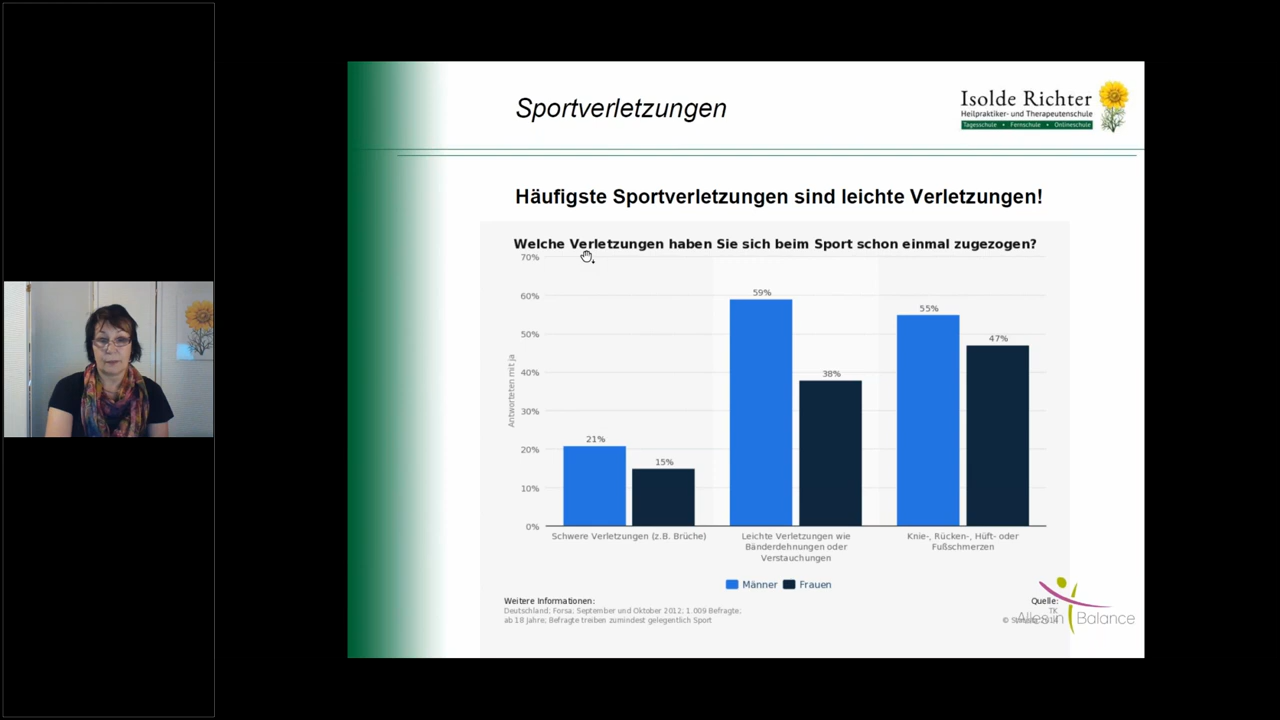 Sportverletzungen
Isolde Richter
Heilpraktiker- und Therapeutenschule
Tagesschule • Fernschule • Onlineschule
Häufigste Sportverletzungen sind leichte Verletzungen!
Welche Verletzungen haben Sie sich beim Sport schon einmal zugezogen?
Antworteten mit ja
70%
60%
50%
40%
30%
20%
10%
0%
21%
15%
59%
38%
55%
47%
Schwere Verletzungen (z.B. Brüche)
Leichte Verletzungen wie
Bänderdehnungen oder
Verstauchungen
Knie-, Rücken-, Hüft- oder
Fußschmerzen
Männer
Frauen
Weitere Informationen:
Deutschland; Forsa; September und Oktober 2012; 1.009 Befragte;
ab 18 Jahre; Befragte treiben zumindest gelegentlich Sport
Quelle:
TK
©
Alles in Balance